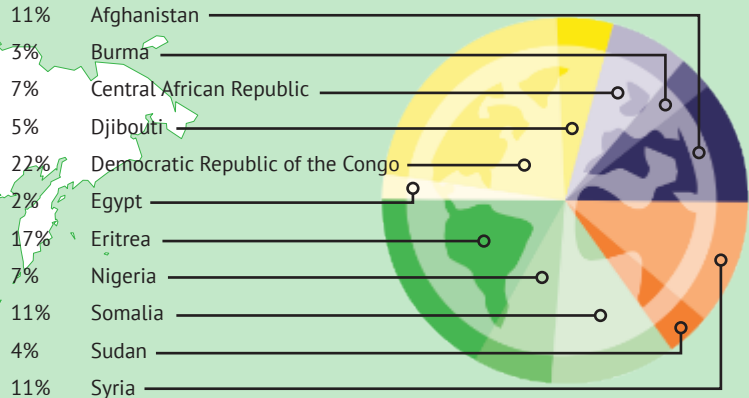 11% Afghanistan
3% Burma
7% Central African Republic
5% Djibouti
22% Democratic Republic of the Congo
2% Egypt
17% Eritrea
7% Nigeria
11% Somalia
4% Sudan
11% Syria